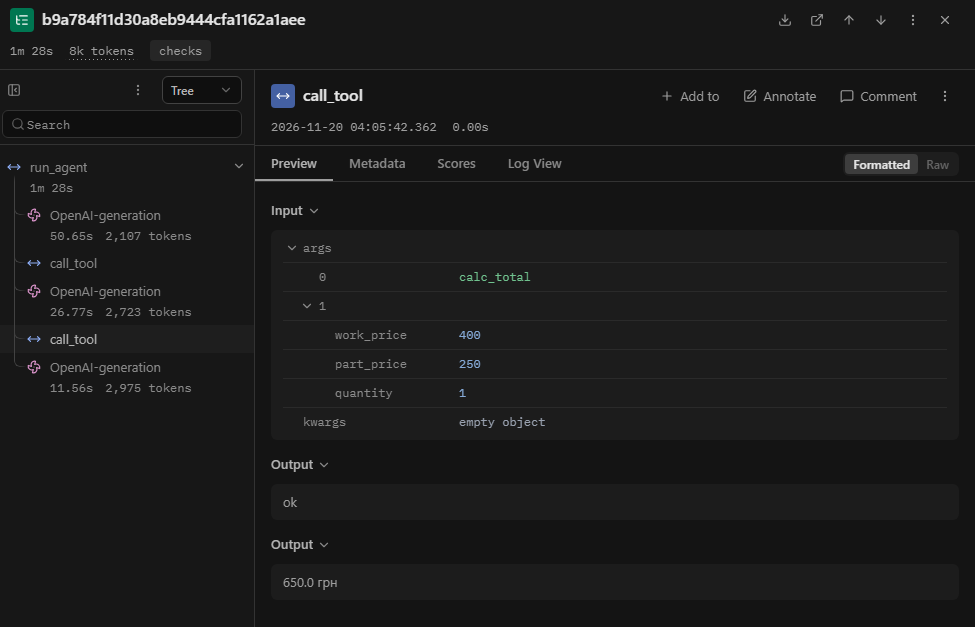 b9a784f11d30a8eb9444cfa1162a1aee
1m 28s 8k tokens checks
Tree
Search
run_agent
1m 28s
OpenAI-generation
50.65s 2,107 tokens
call_tool
OpenAI-generation
26.77s 2,723 tokens
call_tool
OpenAI-generation
11.56s 2,975 tokens
call_tool
Add to Annotate Comment
2026-11-20 04:05:42.362 0.00s
Preview Metadata Scores Log View Formatted Raw
Input
args
0 calc_total
1
work_price 400
part_price 250
quantity 1
kwargs empty object
Output
ok
Output
650.0 грн